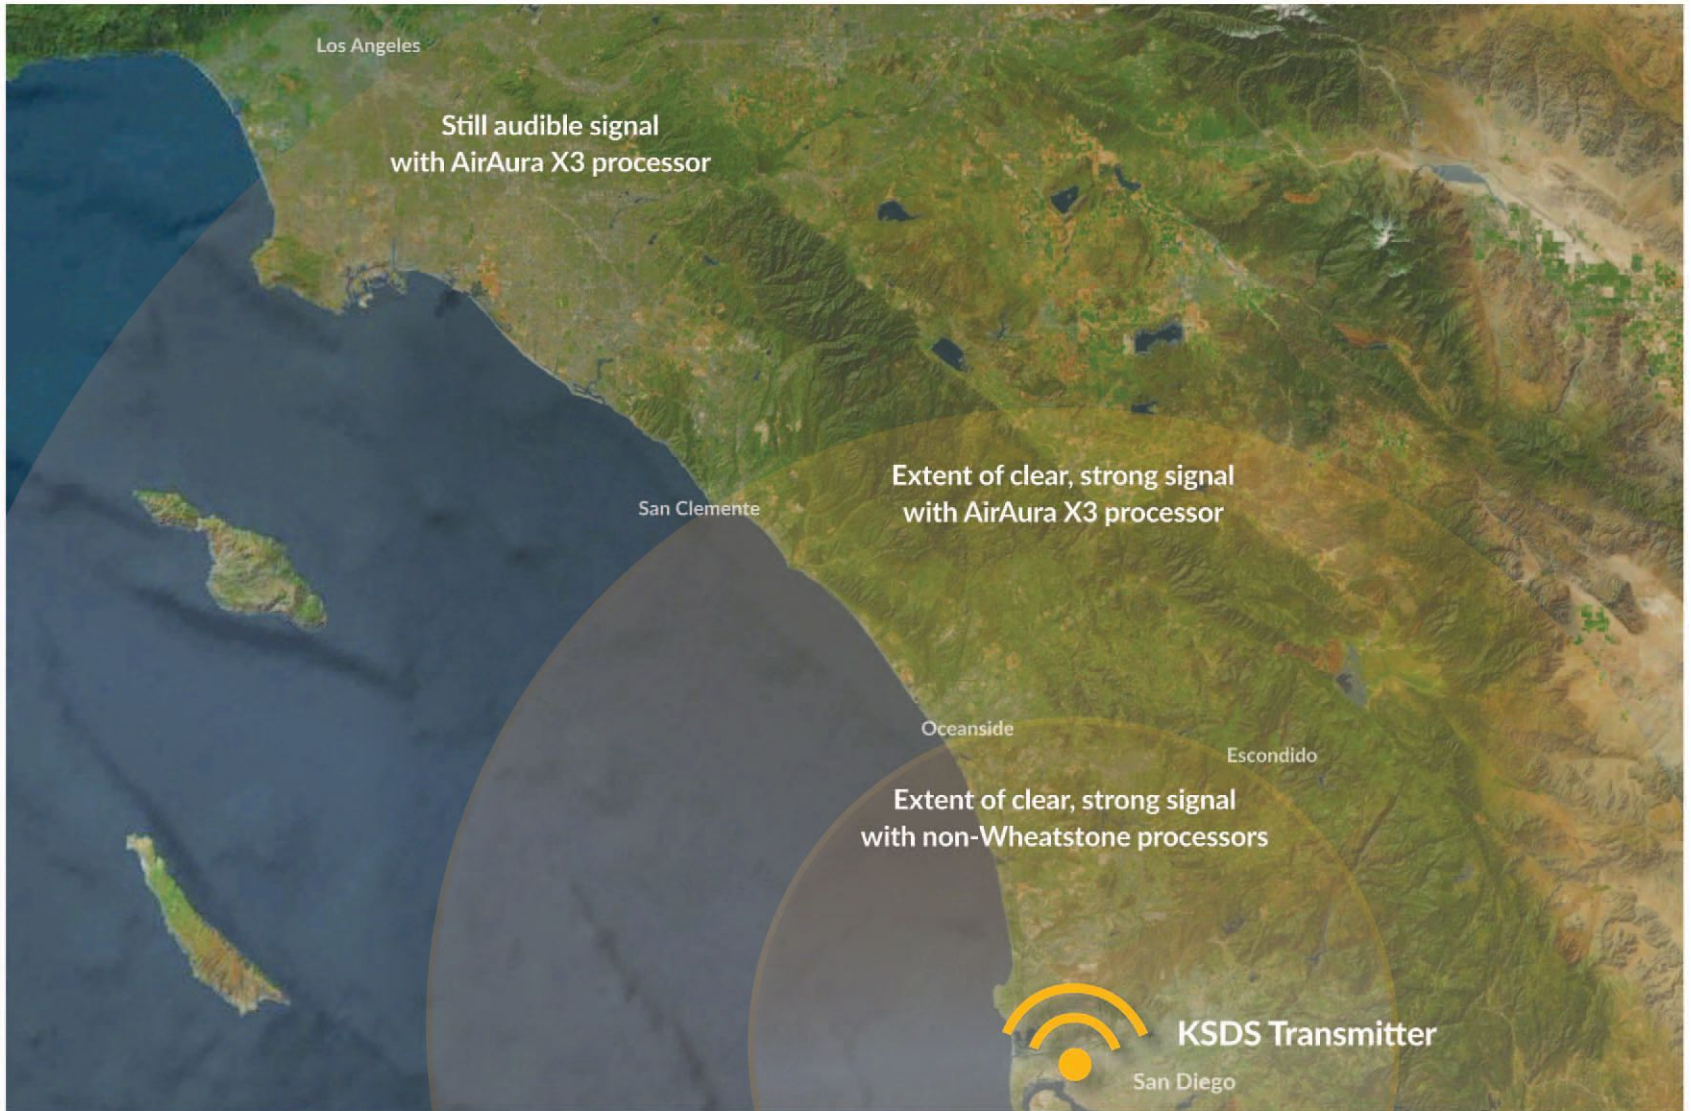 Los Angeles
Still audible signal
with AirAura X3 processor
Extent of clear, strong signal
with AirAura X3 processor
San Clemente
Oceanside
Escondido
Extent of clear, strong signal
with non-Wheatstone processors
KSDS Transmitter
San Diego